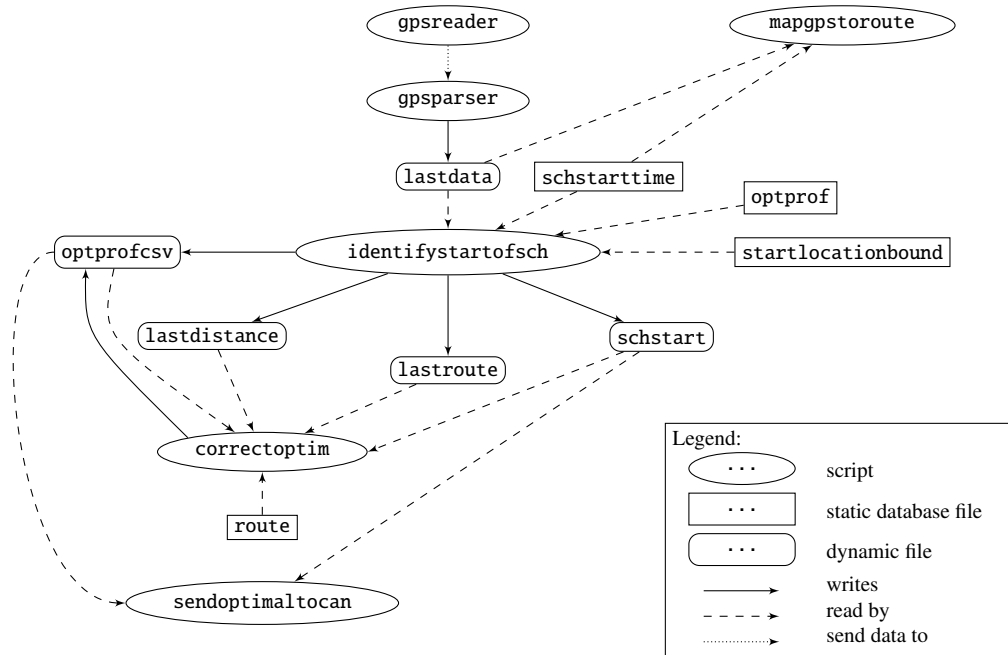 gpsreader
mapgpstoroute
gpsparser
lastdata
schstarttime
optprof
optprofcsv
identifystartofsch
startlocationbound
lastdistance
schstart
lastroute
correctoptim
route
sendoptimaltocan
Legend:
... script
... static database file
... dynamic file
writes
read by
send data to